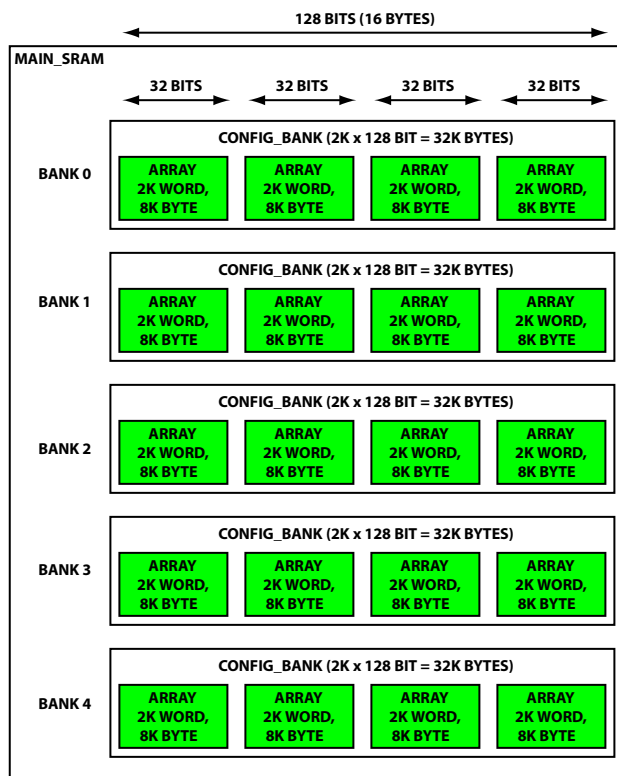 128 BITS (16 BYTES)
MAIN_SRAM
32 BITS 32 BITS 32 BITS 32 BITS
CONFIG_BANK (2K x 128 BIT = 32K BYTES)
BANK 0
ARRAY ARRAY ARRAY ARRAY
2K WORD, 2K WORD, 2K WORD, 2K WORD,
8K BYTE 8K BYTE 8K BYTE 8K BYTE
CONFIG_BANK (2K x 128 BIT = 32K BYTES)
BANK 1
ARRAY ARRAY ARRAY ARRAY
2K WORD, 2K WORD, 2K WORD, 2K WORD,
8K BYTE 8K BYTE 8K BYTE 8K BYTE
CONFIG_BANK (2K x 128 BIT = 32K BYTES)
BANK 2
ARRAY ARRAY ARRAY ARRAY
2K WORD, 2K WORD, 2K WORD, 2K WORD,
8K BYTE 8K BYTE 8K BYTE 8K BYTE
CONFIG_BANK (2K x 128 BIT = 32K BYTES)
BANK 3
ARRAY ARRAY ARRAY ARRAY
2K WORD, 2K WORD, 2K WORD, 2K WORD,
8K BYTE 8K BYTE 8K BYTE 8K BYTE
CONFIG_BANK (2K x 128 BIT = 32K BYTES)
BANK 4
ARRAY ARRAY ARRAY ARRAY
2K WORD, 2K WORD, 2K WORD, 2K WORD,
8K BYTE 8K BYTE 8K BYTE 8K BYTE